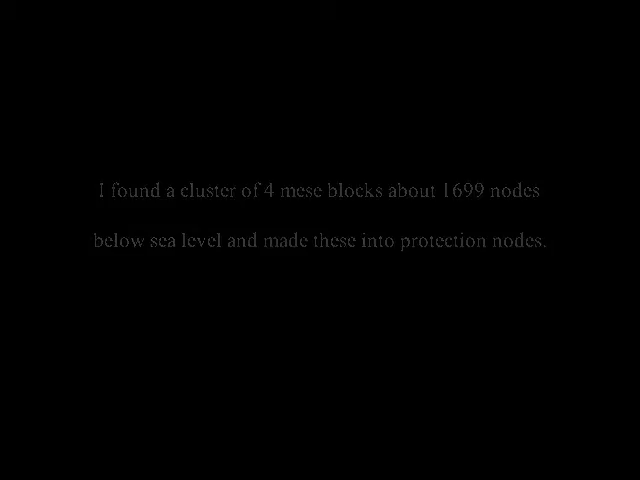 I found a cluster of 4 mese blocks about 1699 nodes
below sea level and made these into protection nodes.